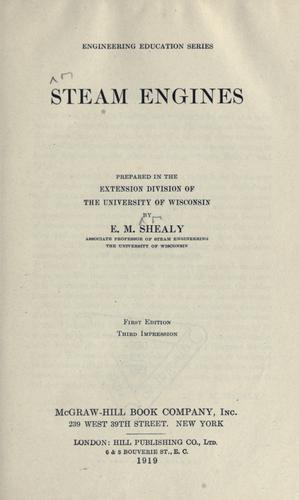 ENGINEERING EDUCATION SERIES
STEAM ENGINES
PREPARED IN THE
EXTENSION DIVISION OF
THE UNIVERSITY OF WISCONSIN
BY
E. M. SHEALY
ASSOCIATE PROFESSOR OF STEAM ENGINEERING
THE UNIVERSITY OF WISCONSIN
FIRST EDITION
THIRD IMPRESSION
McGRAW-HILL BOOK COMPANY, INC.
239 WEST 39TH STREET. NEW YORK
LONDON: HILL PUBLISHING CO., LTD.
6 & 8 BOUVERIE ST., E. C.
1919